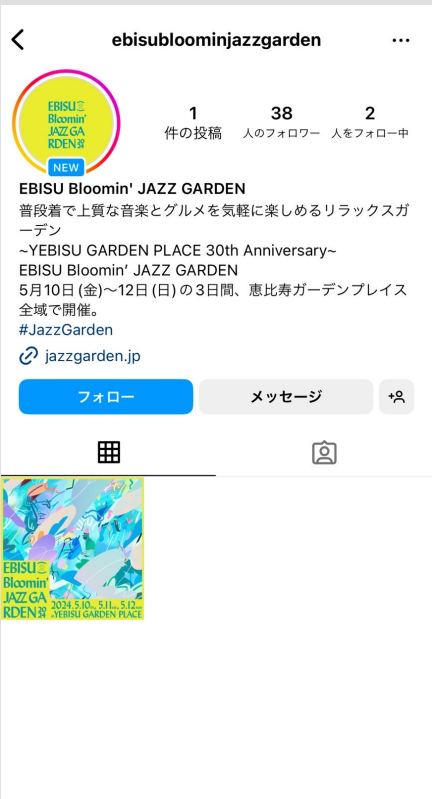 ebisubloominjazzgarden
EBISU
Bloomin'
JAZZ GA
RDEN
NEW
1
件の投稿
38
人のフォロワー
2
人をフォロー中
EBISU Bloomin' JAZZ GARDEN
普段着で上質な音楽とグルメを気軽に楽しめるリラックスガ
ーデン
~YEBISU GARDEN PLACE 30th Anniversary~
EBISU Bloomin’ JAZZ GARDEN
5月10日(金)〜12日(日)の3日間、恵比寿ガーデンプレイス
全域で開催。
#JazzGarden
jazzgarden.jp
フォロー
メッセージ
EBISU
Bloomin'
JAZZ GA
RDEN
2024.5.10 5.11 5.12
YEBISU GARDEN PLACE